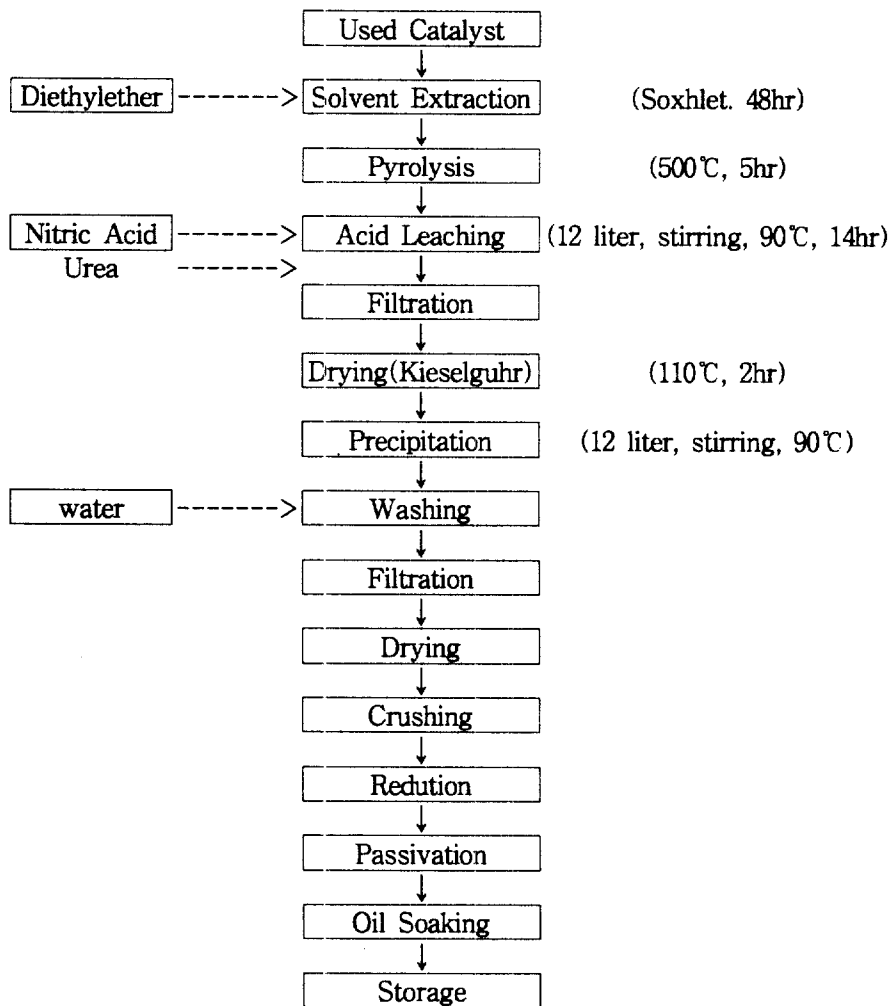 Used Catalyst
Diethylether
Solvent Extraction
(Soxhlet. 48hr)
Pyrolysis
(500℃, 5hr)
Nitric Acid
Acid Leaching
(12 liter, stirring, 90℃, 14hr)
Urea
Filtration
Drying(Kieselguhr)
(110℃, 2hr)
Precipitation
(12 liter, stirring, 90℃)
water
Washing
Filtration
Drying
Crushing
Redution
Passivation
Oil Soaking
Storage